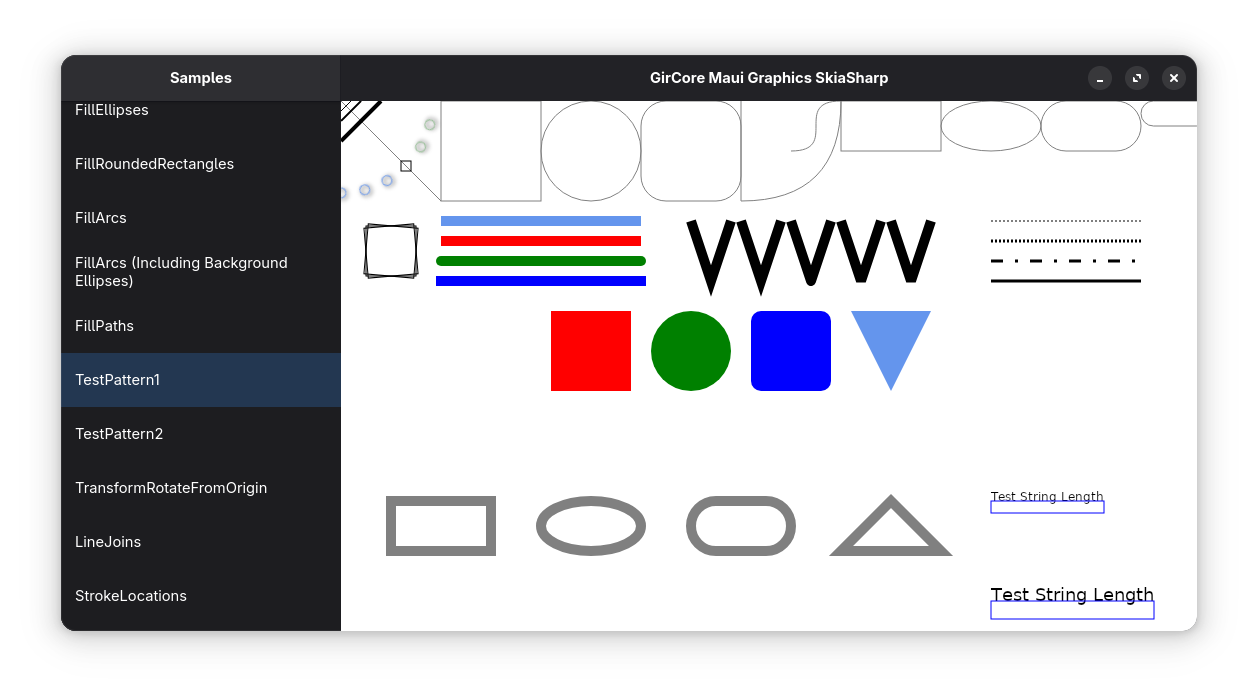 Samples
GirCore Maui Graphics SkiaSharp
FillEllipses
FillRoundedRectangles
FillArcs
FillArcs (Including Background
Ellipses)
FillPaths
TestPattern1
TestPattern2
TransformRotateFromOrigin
LineJoins
StrokeLocations
Test String Length
Test String Length